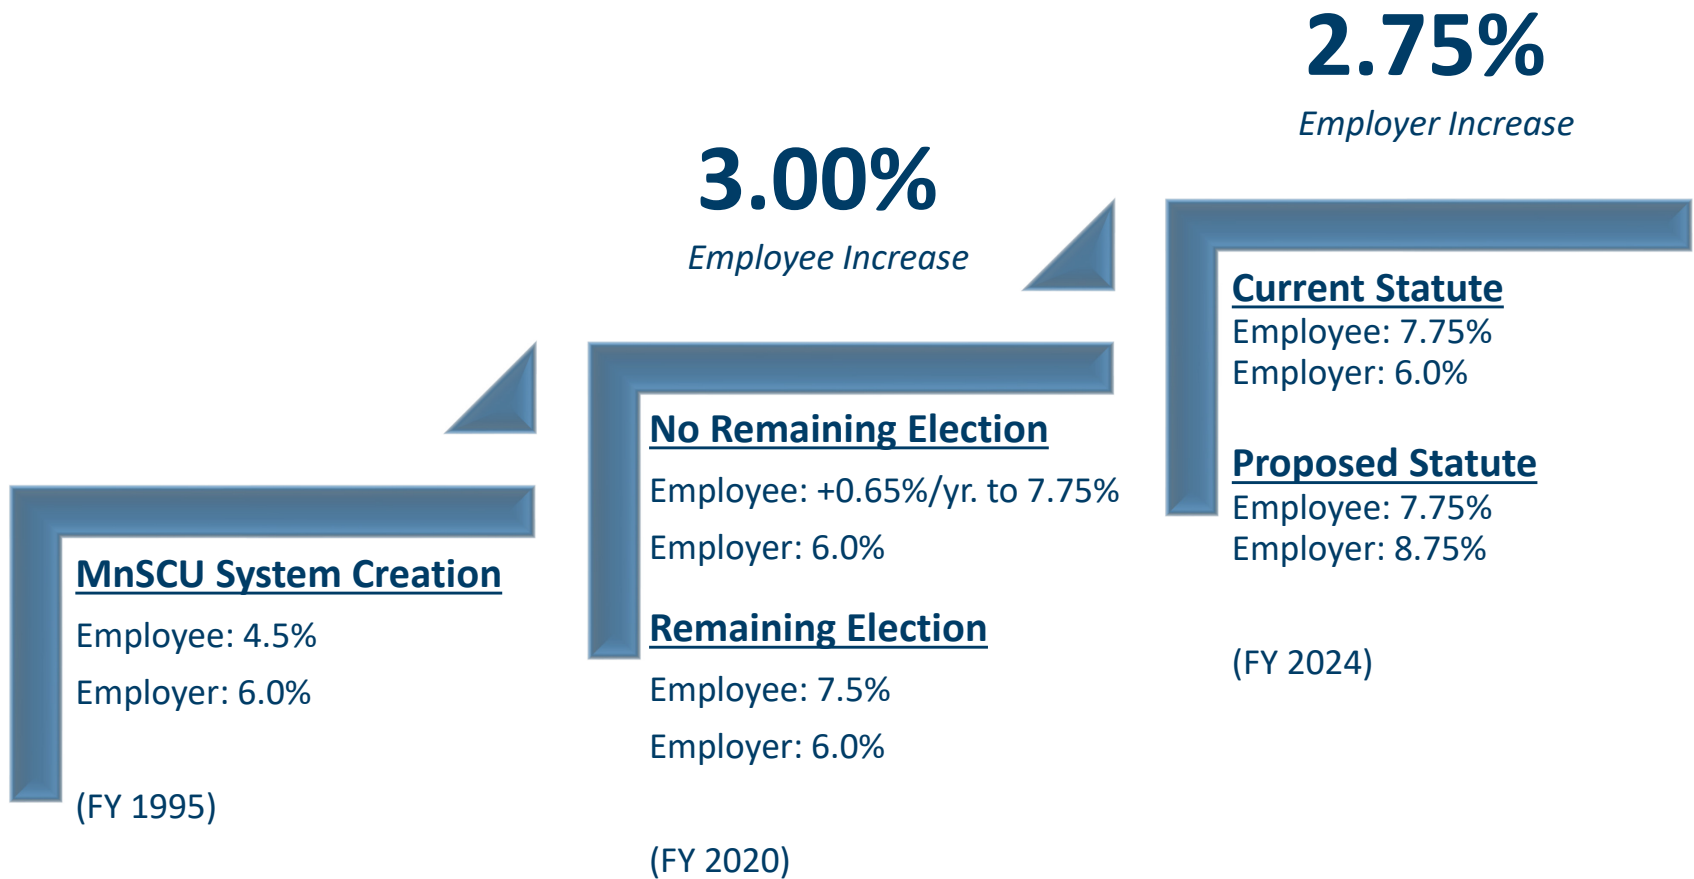 2.75%
Employer Increase
3.00%
Employee Increase
MnSCU System Creation
Employee: 4.5%
Employer: 6.0%
(FY 1995)
No Remaining Election
Employee: +0.65%/yr. to 7.75%
Employer: 6.0%
Remaining Election
Employee: 7.5%
Employer: 6.0%
(FY 2020)
Current Statute
Employee: 7.75%
Employer: 6.0%
Proposed Statute
Employee: 7.75%
Employer: 8.75%
(FY 2024)